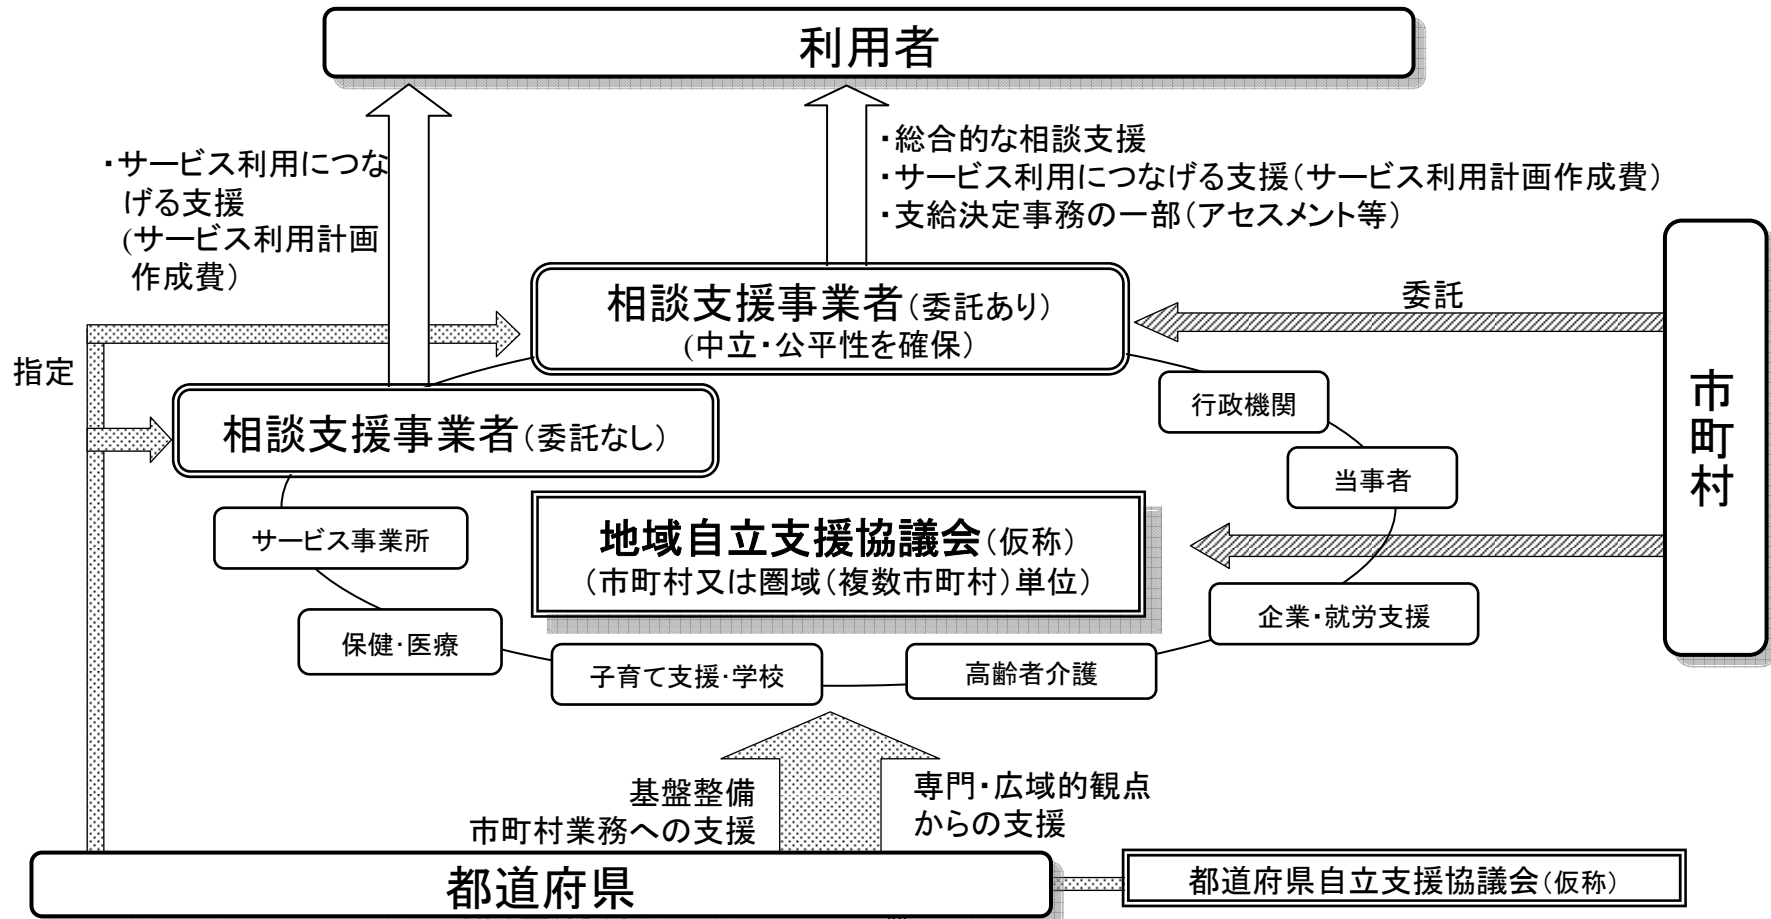 利用者
・サービス利用につな
げる支援
(サービス利用計画
作成費)
・総合的な相談支援
・サービス利用につなげる支援(サービス利用計画作成費)
・支給決定事務の一部(アセスメント等)
相談支援事業者(委託あり)
(中立・公平性を確保)
委託
指定
市町村
相談支援事業者(委託なし)
行政機関
当事者
サービス事業所
地域自立支援協議会(仮称)
(市町村又は圏域(複数市町村)単位)
企業・就労支援
保健・医療
子育て支援・学校
高齢者介護
基盤整備
市町村業務への支援
専門・広域的観点
からの支援
都道府県
都道府県自立支援協議会(仮称)